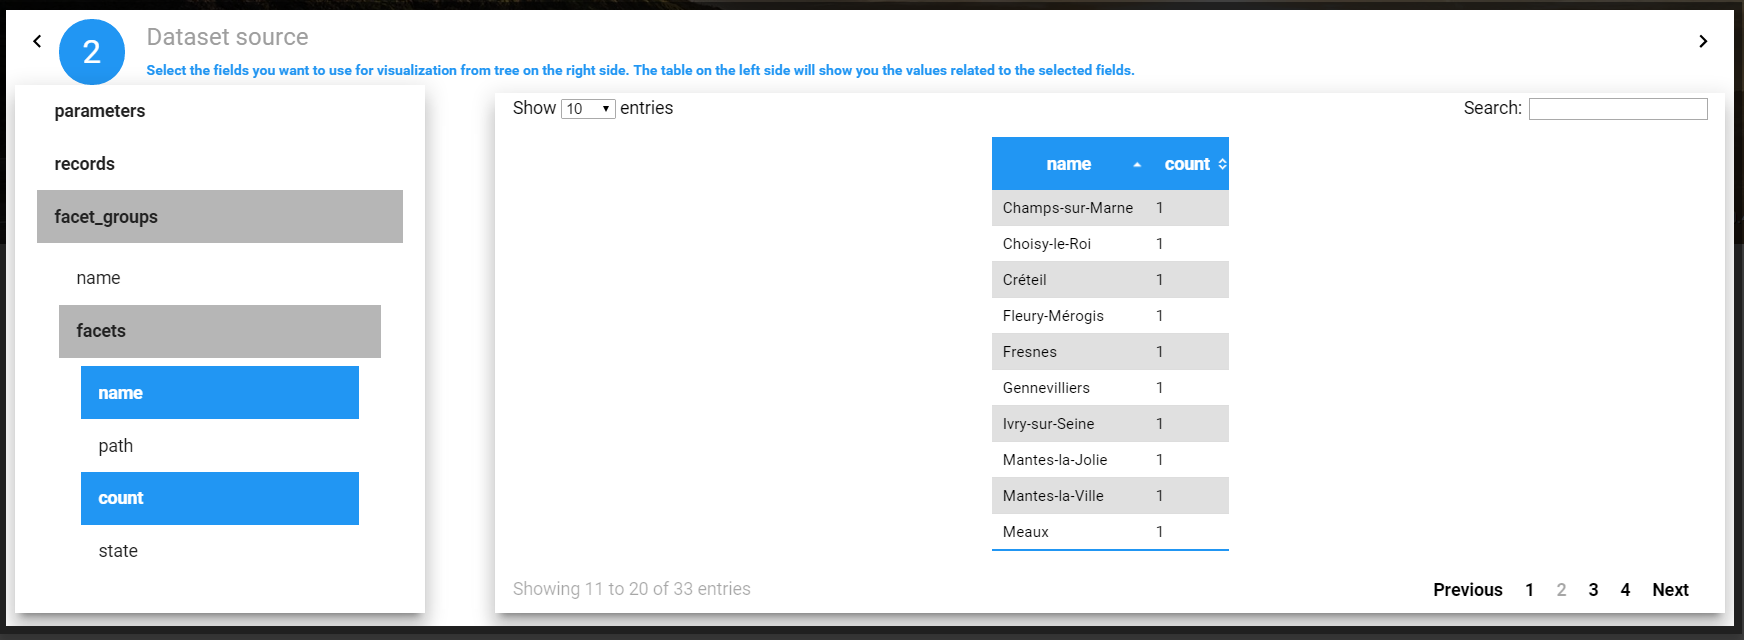 2
Dataset source
Select the fields you want to use for visualization from tree on the right side. The table on the left side will show you the values related to the selected fields.
parameters
records
facet_groups
name
facets
name
path
count
state
Show 10 entries
Search:
name count
Champs-sur-Marne 1
Choisy-le-Roi 1
Créteil 1
Fleury-Mérogis 1
Fresnes 1
Gennevilliers 1
Ivry-sur-Seine 1
Mantes-la-Jolie 1
Mantes-la-Ville 1
Meaux 1
Showing 11 to 20 of 33 entries
Previous 1 2 3 4 Next